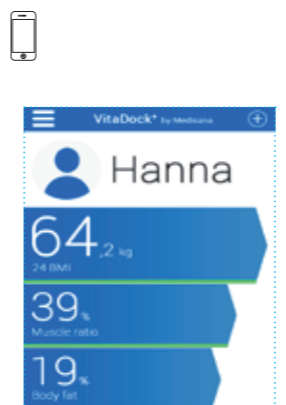 VitaDock+ by Medisana
Hanna
64,2 kg
24 BMI
39%
Muscle ratio
19%
Body fat